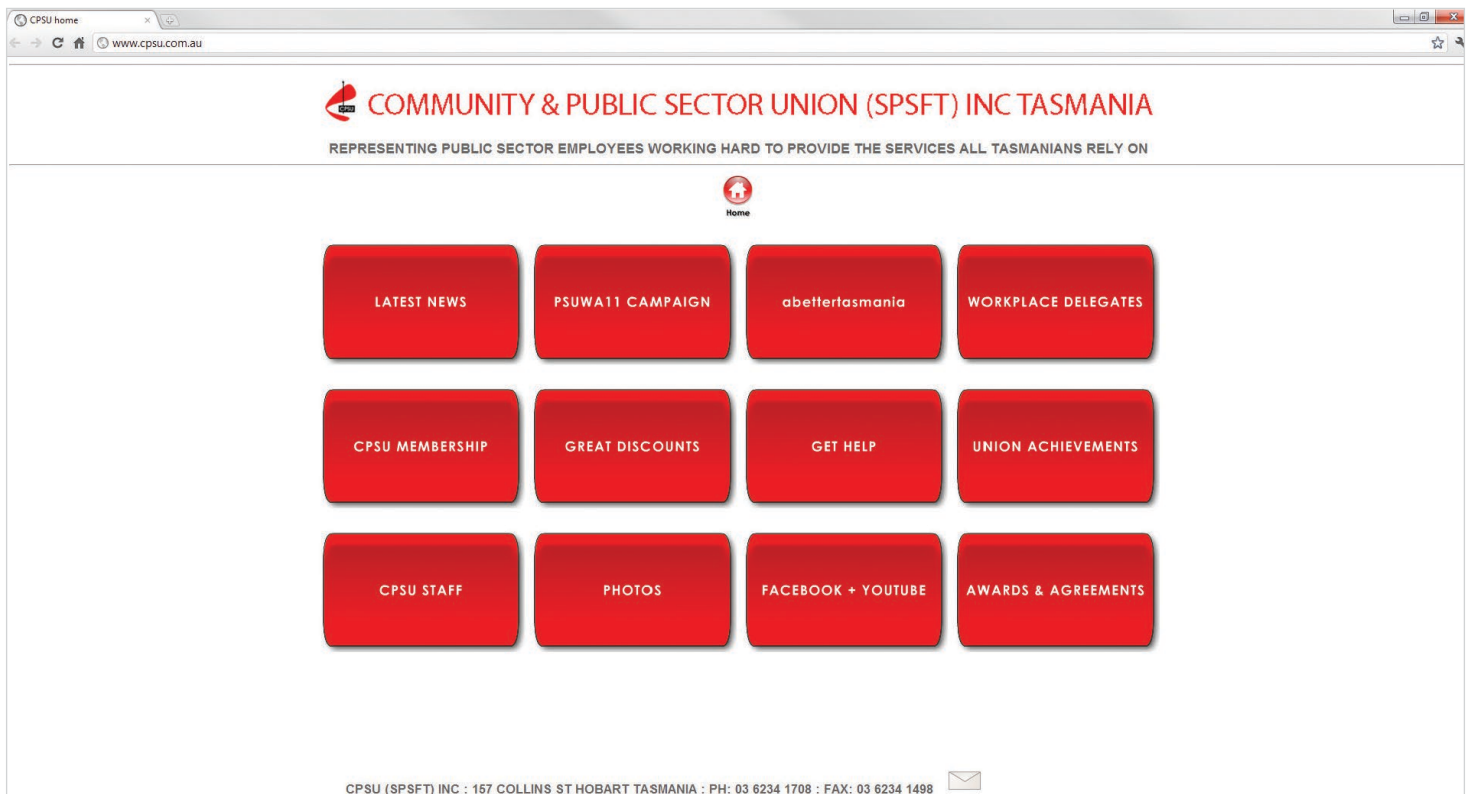 CPSU home
www.cpsu.com.au
CPSU
COMMUNITY & PUBLIC SECTOR UNION (SPSFT) INC TASMANIA
REPRESENTING PUBLIC SECTOR EMPLOYEES WORKING HARD TO PROVIDE THE SERVICES ALL TASMANIANS RELY ON
Home
LATEST NEWS
PSUWA11 CAMPAIGN
abettertasmania
WORKPLACE DELEGATES
CPSU MEMBERSHIP
GREAT DISCOUNTS
GET HELP
UNION ACHIEVEMENTS
CPSU STAFF
PHOTOS
FACEBOOK + YOUTUBE
AWARDS & AGREEMENTS
CPSU (SPSFT) INC : 157 COLLINS ST HOBART TASMANIA : PH: 03 6234 1708 : FAX: 03 6234 1498